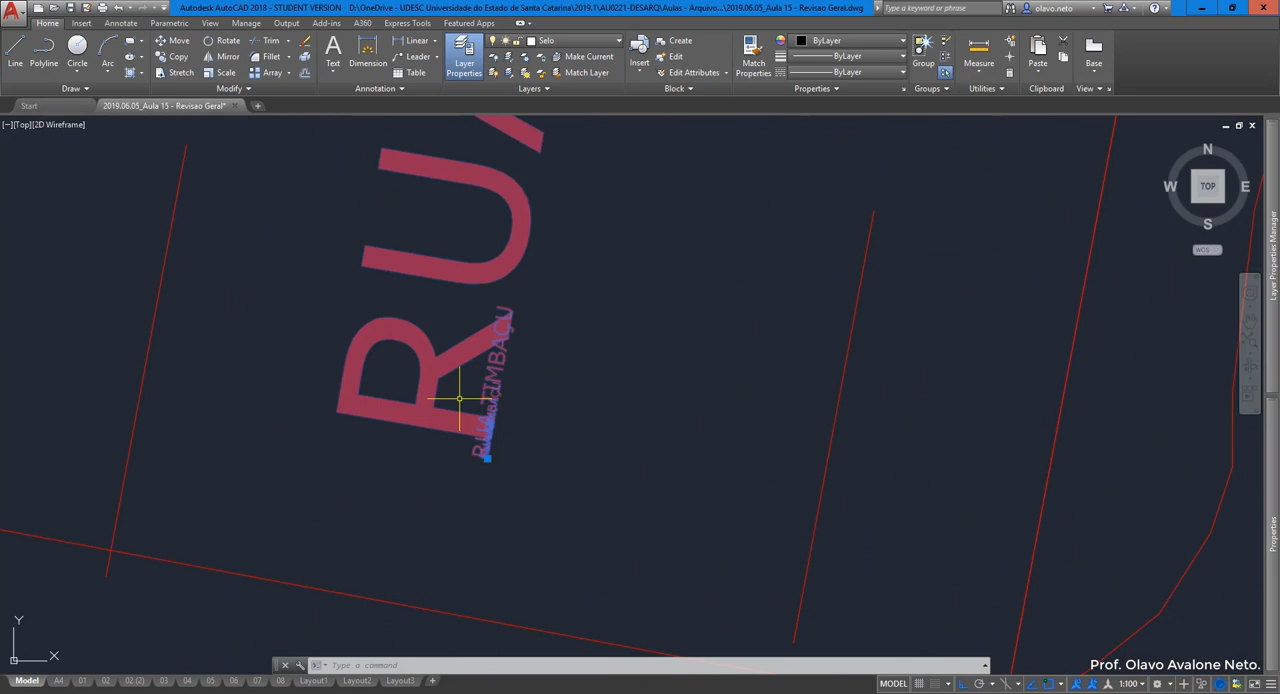 Autodesk AutoCAD 2018 - STUDENT VERSION D:\OneDrive - UDESC Universidade do Estado de Santa Catarina\2019.1\AU0221-DESARQ\Aulas - Arquivo...\2019.06.05_Aula 15 - Revisao Geral.dwg
Type a keyword or phrase
olavo.neto
Home Insert Annotate Parametric View Manage Output Add-ins A360 Express Tools Featured Apps
Line Polyline Circle Arc
Move Rotate Trim
Copy Mirror Fillet
Stretch Scale Array
Text Dimension
Linear
Leader
Table
Layer Properties
Selo
Make Current
Match Layer
Insert
Create
Edit
Edit Attributes
Match Properties
ByLayer
ByLayer
ByLayer
Group Measure Paste Base
Draw Modify Annotation Layers Block Properties Groups Utilities Clipboard View
Start 2019.06.05_Aula 15 - Revisao Geral*
[−][Top][2D Wireframe]
N
W TOP E
S
WCS
RUA
RUA TIMBAÇU
Layer Properties Manager
Properties
Y
X
Type a command
Prof. Olavo Avalone Neto.
Model A4 01 02 02 (2) 03 04 05 06 07 08 Layout1 Layout2 Layout3
MODEL 1:100